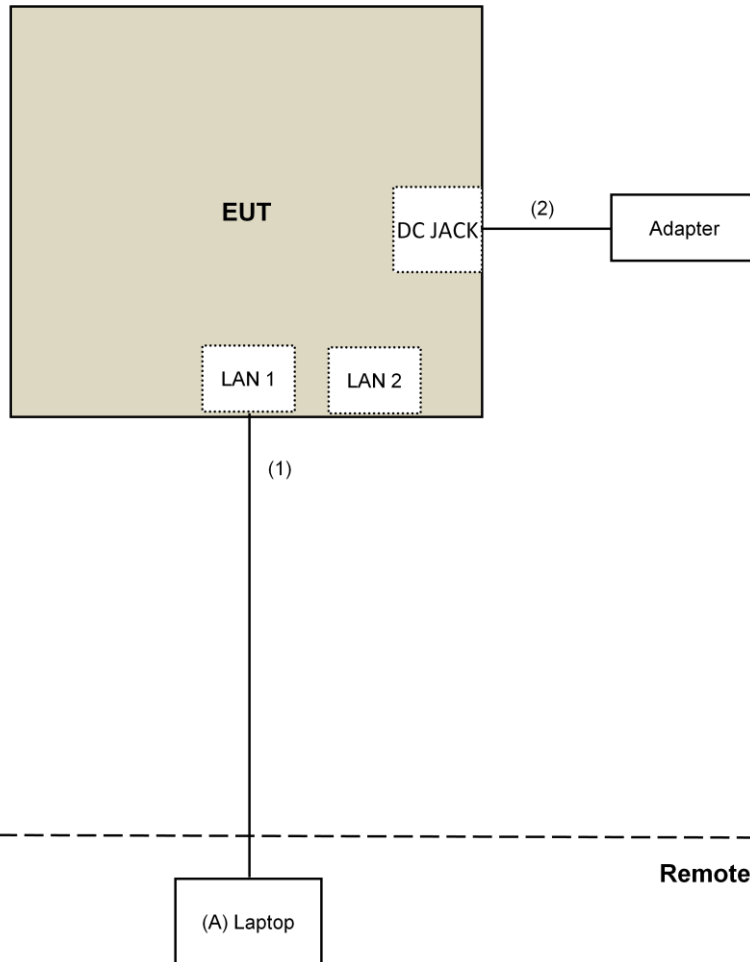 EUT
DC JACK
(2)
Adapter
LAN 1
LAN 2
(1)
Remote
(A) Laptop